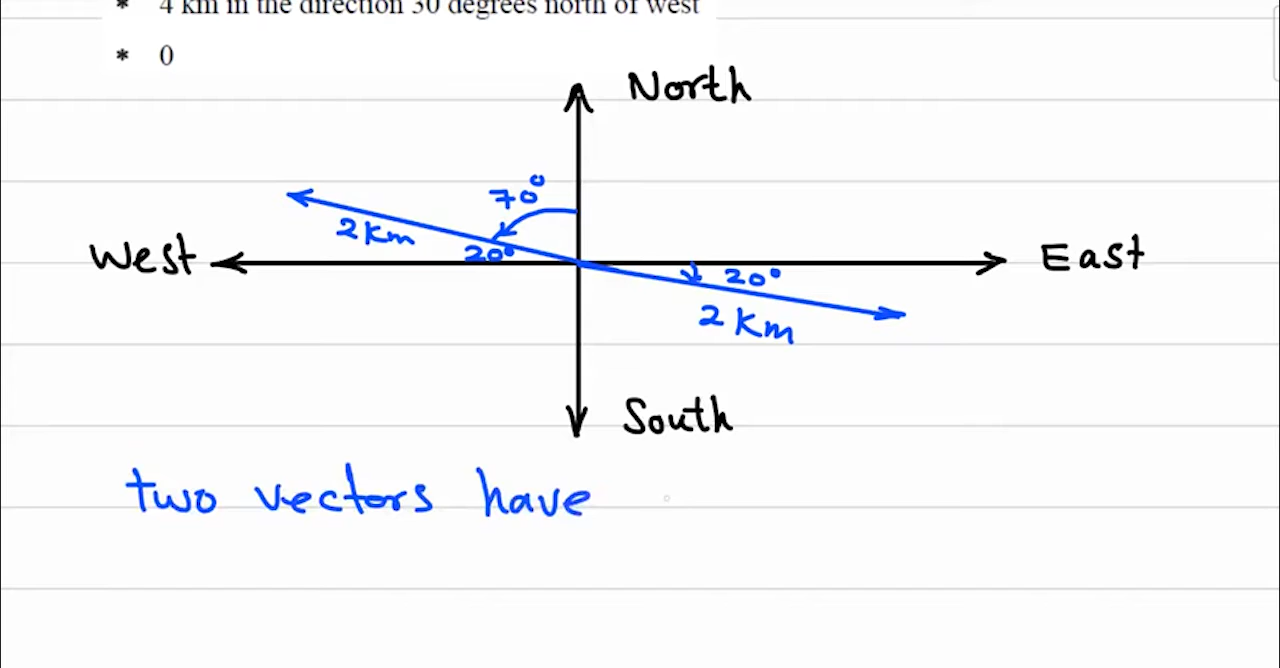 * 4 km in the direction 30 degrees north of west
* 0
North
70°
2 Km
20°
West
East
20°
2 Km
South
two vectors have